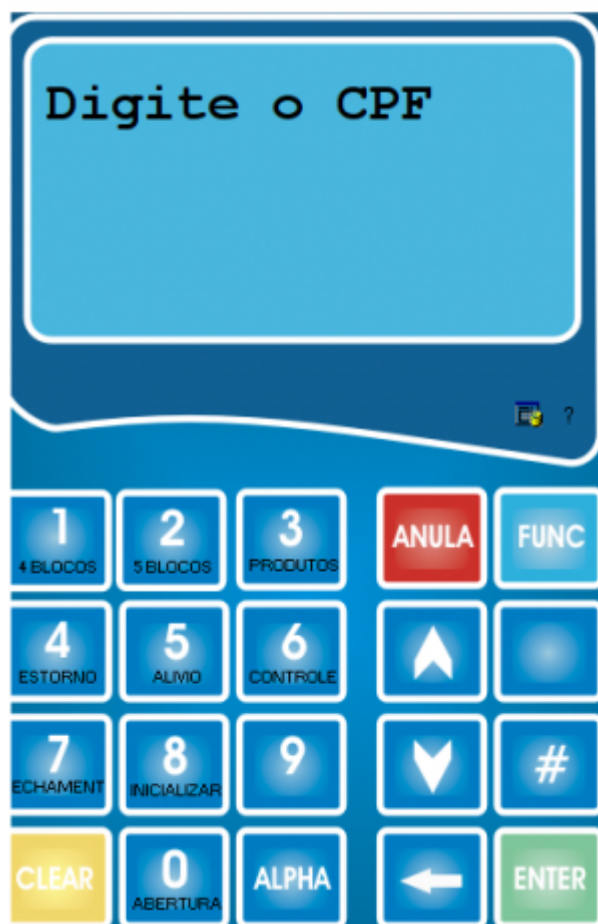 Digite o CPF
?
1 2 3 ANULA FUNC
4 BLOCOS 5 BLOCOS PRODUTOS
4 5 6
ESTORNO ALIVIO CONTROLE
7 8 9 #
ECHAMENT INICIALIZAR
CLEAR 0 ALPHA ENTER
ABERTURA